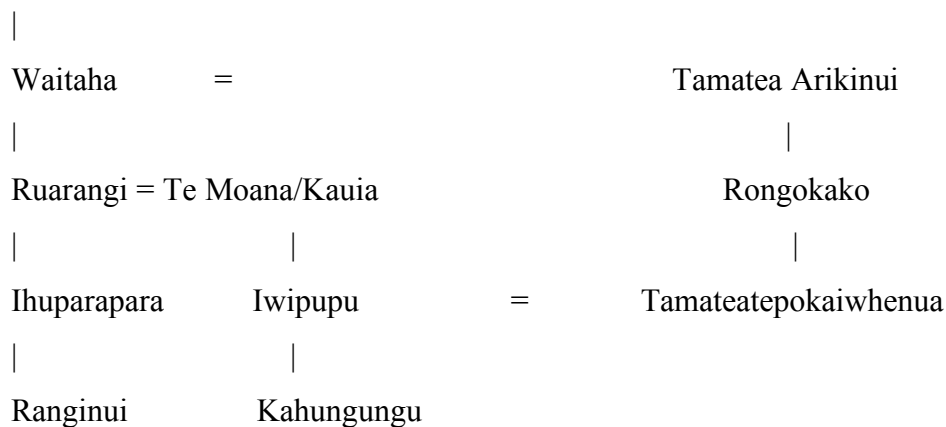 |
Waitaha = Tamatea Arikinui
| |
Ruarangi = Te Moana/Kauia Rongokako
| | |
Ihuparapara Iwipupu = Tamateatepokaiwhenua
| |
Ranginui Kahungungu